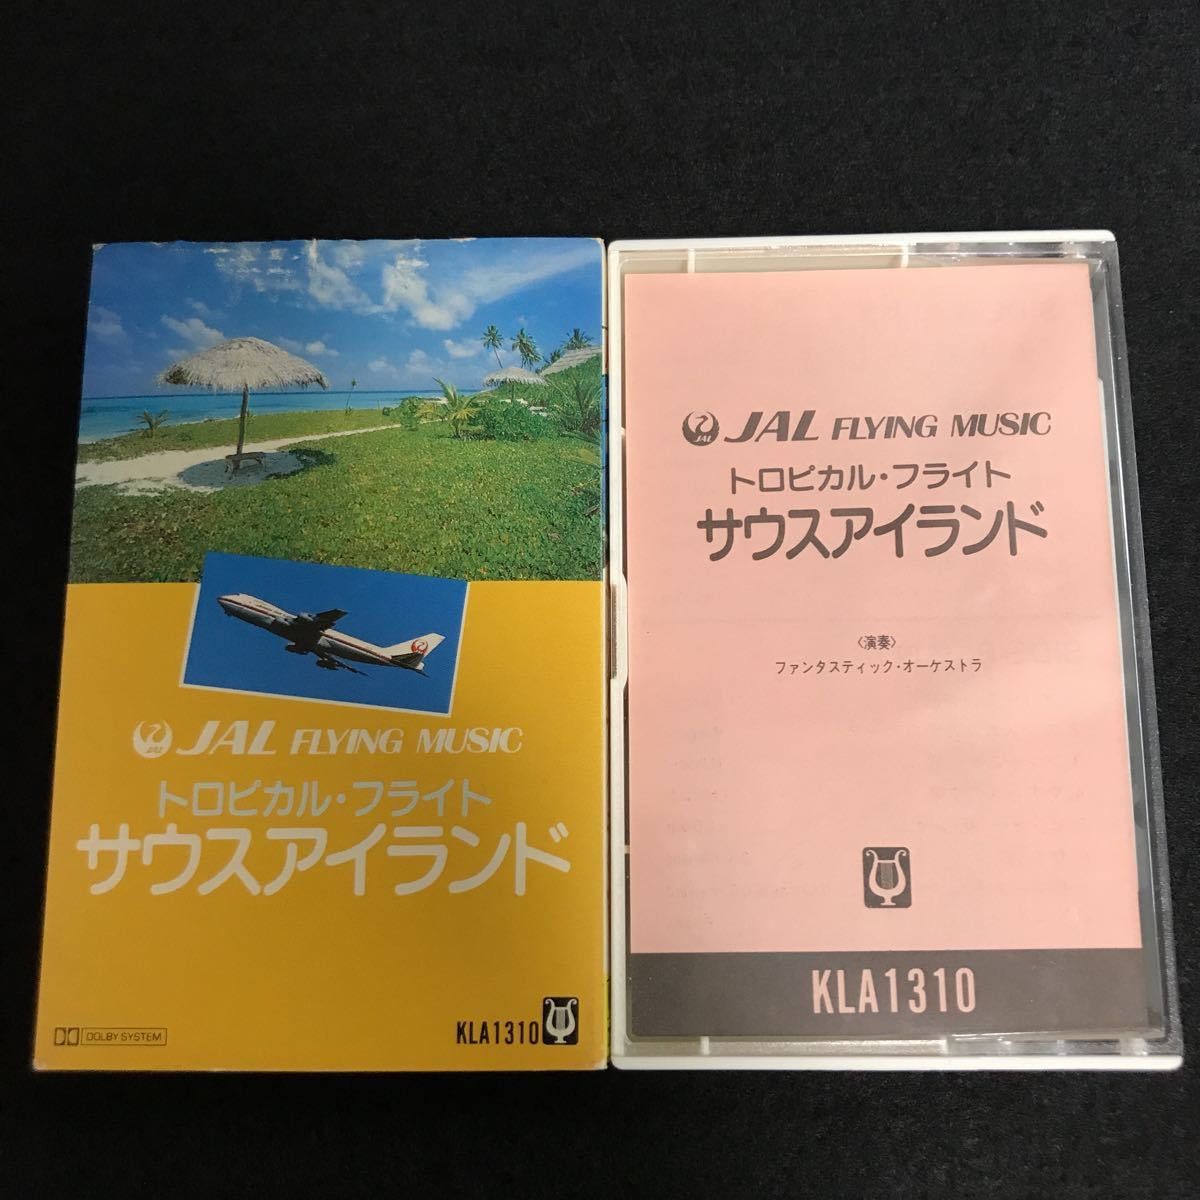 JAL
JAL FLYING MUSIC
トロピカル・フライト
サウスアイランド
DOLBY SYSTEM
KLA1310
JAL
JAL FLYING MUSIC
トロピカル・フライト
サウスアイランド
〈演奏〉
ファンタスティック・オーケストラ
KLA1310